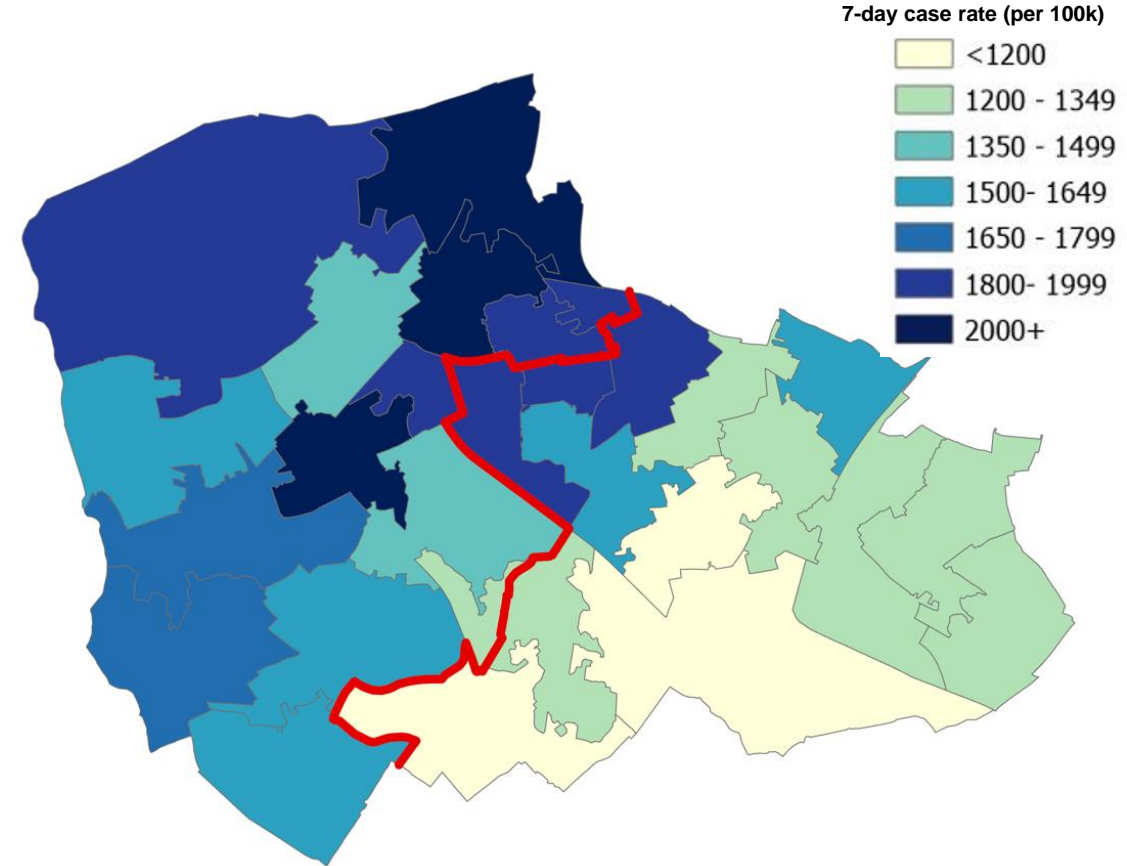 7-day case rate (per 100k)
<1200
1200 - 1349
1350 - 1499
1500- 1649
1650 - 1799
1800- 1999
2000+